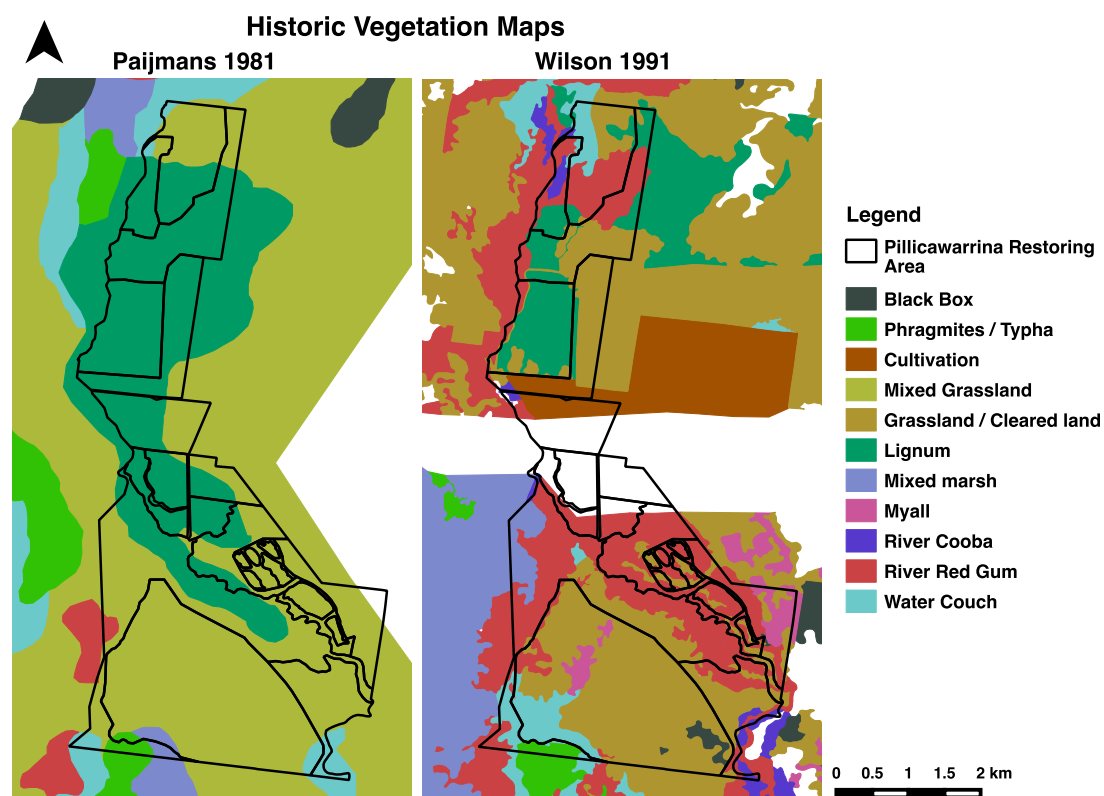 Historic Vegetation Maps
Paijmans 1981
Wilson 1991
Legend
Pillicawarrina Restoring
Area
Black Box
Phragmites / Typha
Cultivation
Mixed Grassland
Grassland / Cleared land
Lignum
Mixed marsh
Myall
River Cooba
River Red Gum
Water Couch
0 0.5 1 1.5 2 km